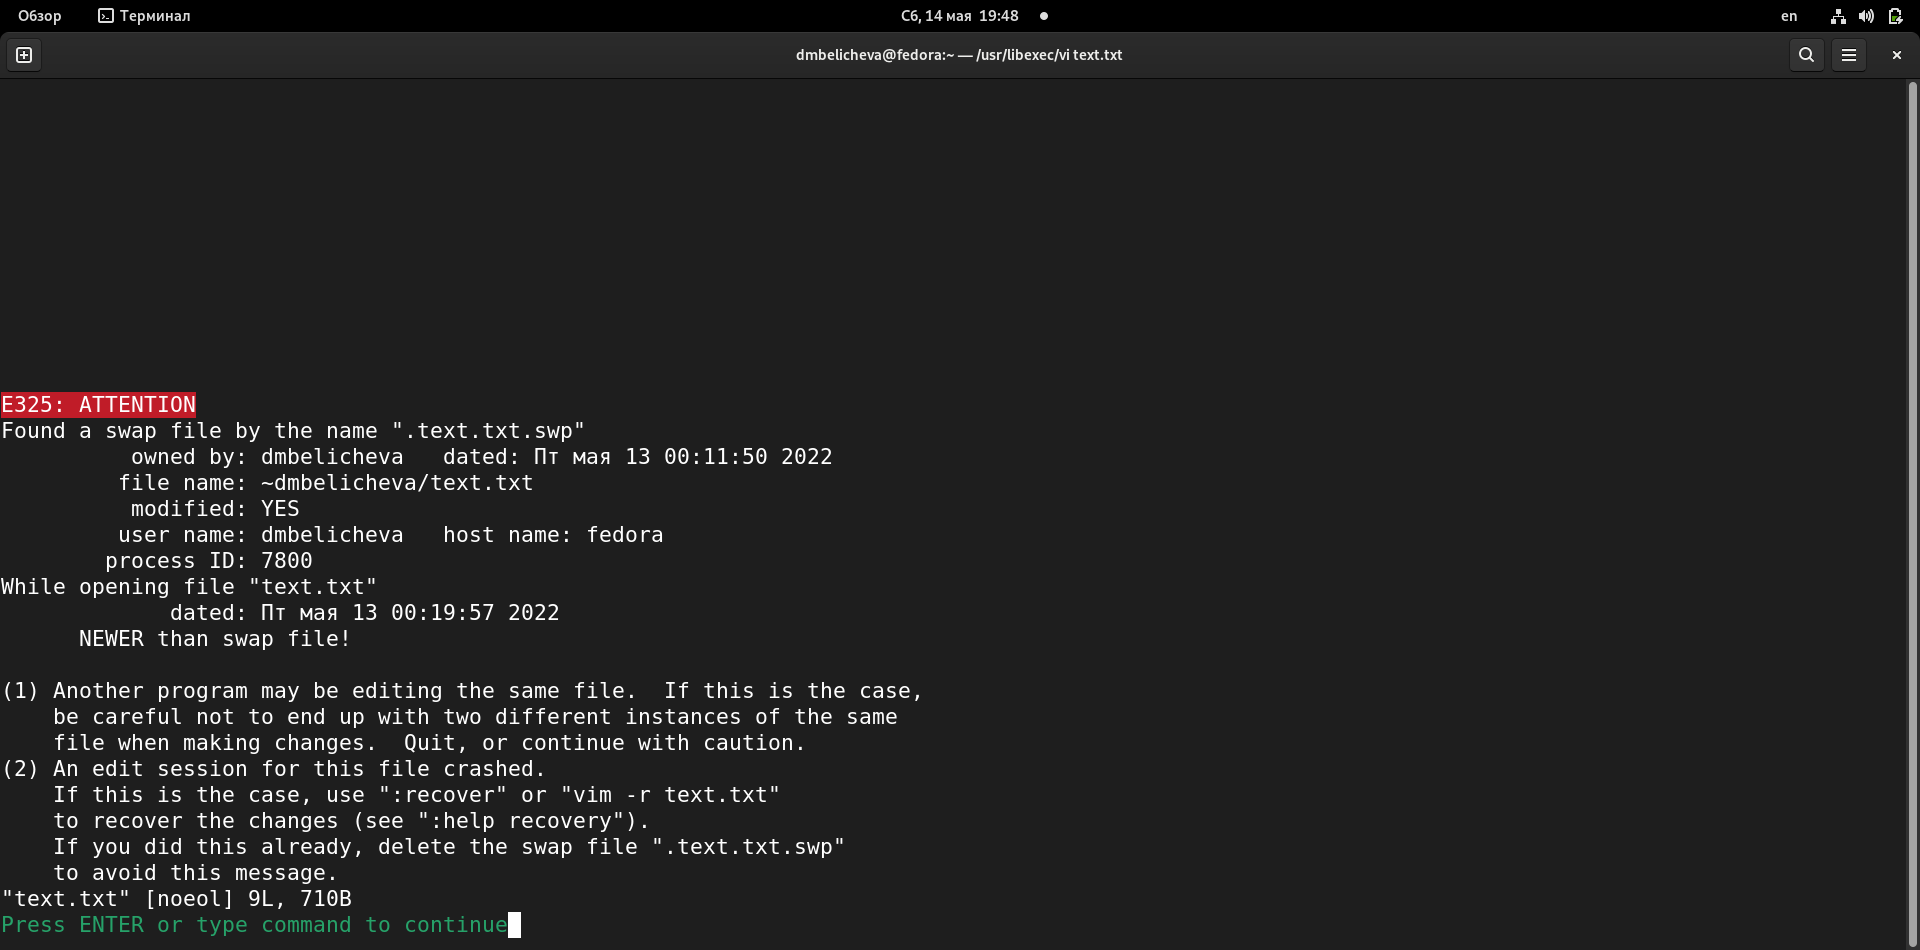 Обзор Терминал Сб, 14 мая 19:48 en
dmbelicheva@fedora:~ — /usr/libexec/vi text.txt
E325: ATTENTION
Found a swap file by the name ".text.txt.swp"
          owned by: dmbelicheva   dated: Пт мая 13 00:11:50 2022
         file name: ~dmbelicheva/text.txt
          modified: YES
         user name: dmbelicheva   host name: fedora
        process ID: 7800
While opening file "text.txt"
             dated: Пт мая 13 00:19:57 2022
      NEWER than swap file!

(1) Another program may be editing the same file.  If this is the case,
    be careful not to end up with two different instances of the same
    file when making changes.  Quit, or continue with caution.
(2) An edit session for this file crashed.
    If this is the case, use ":recover" or "vim -r text.txt"
    to recover the changes (see ":help recovery").
    If you did this already, delete the swap file ".text.txt.swp"
    to avoid this message.
"text.txt" [noeol] 9L, 710B
Press ENTER or type command to continue